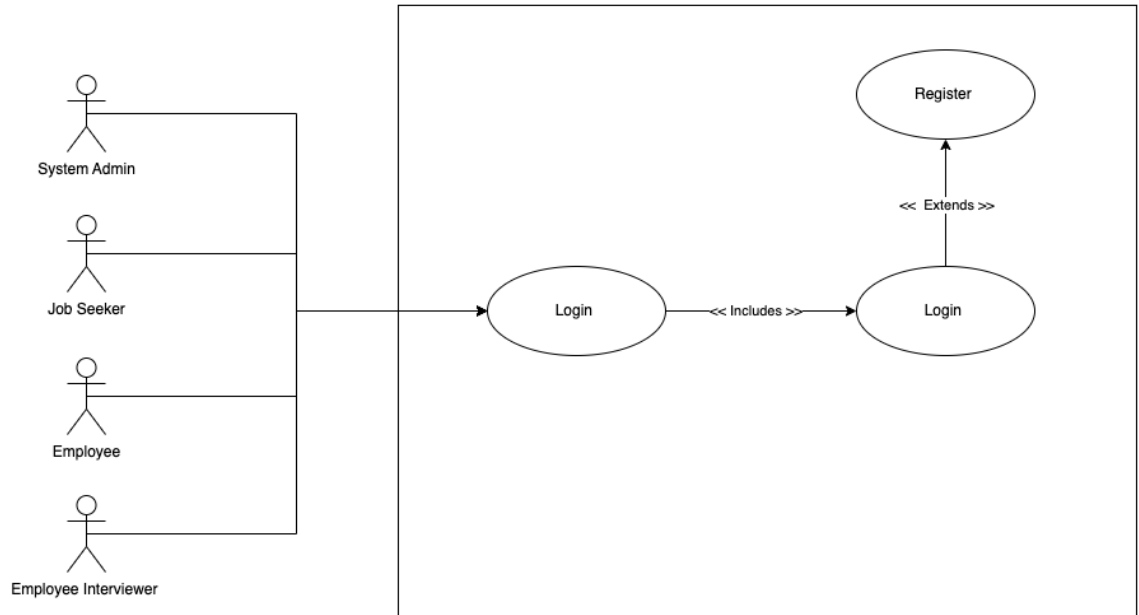 System Admin
Job Seeker
Employee
Employee Interviewer
Login
<< Includes >>
Login
<< Extends >>
Register